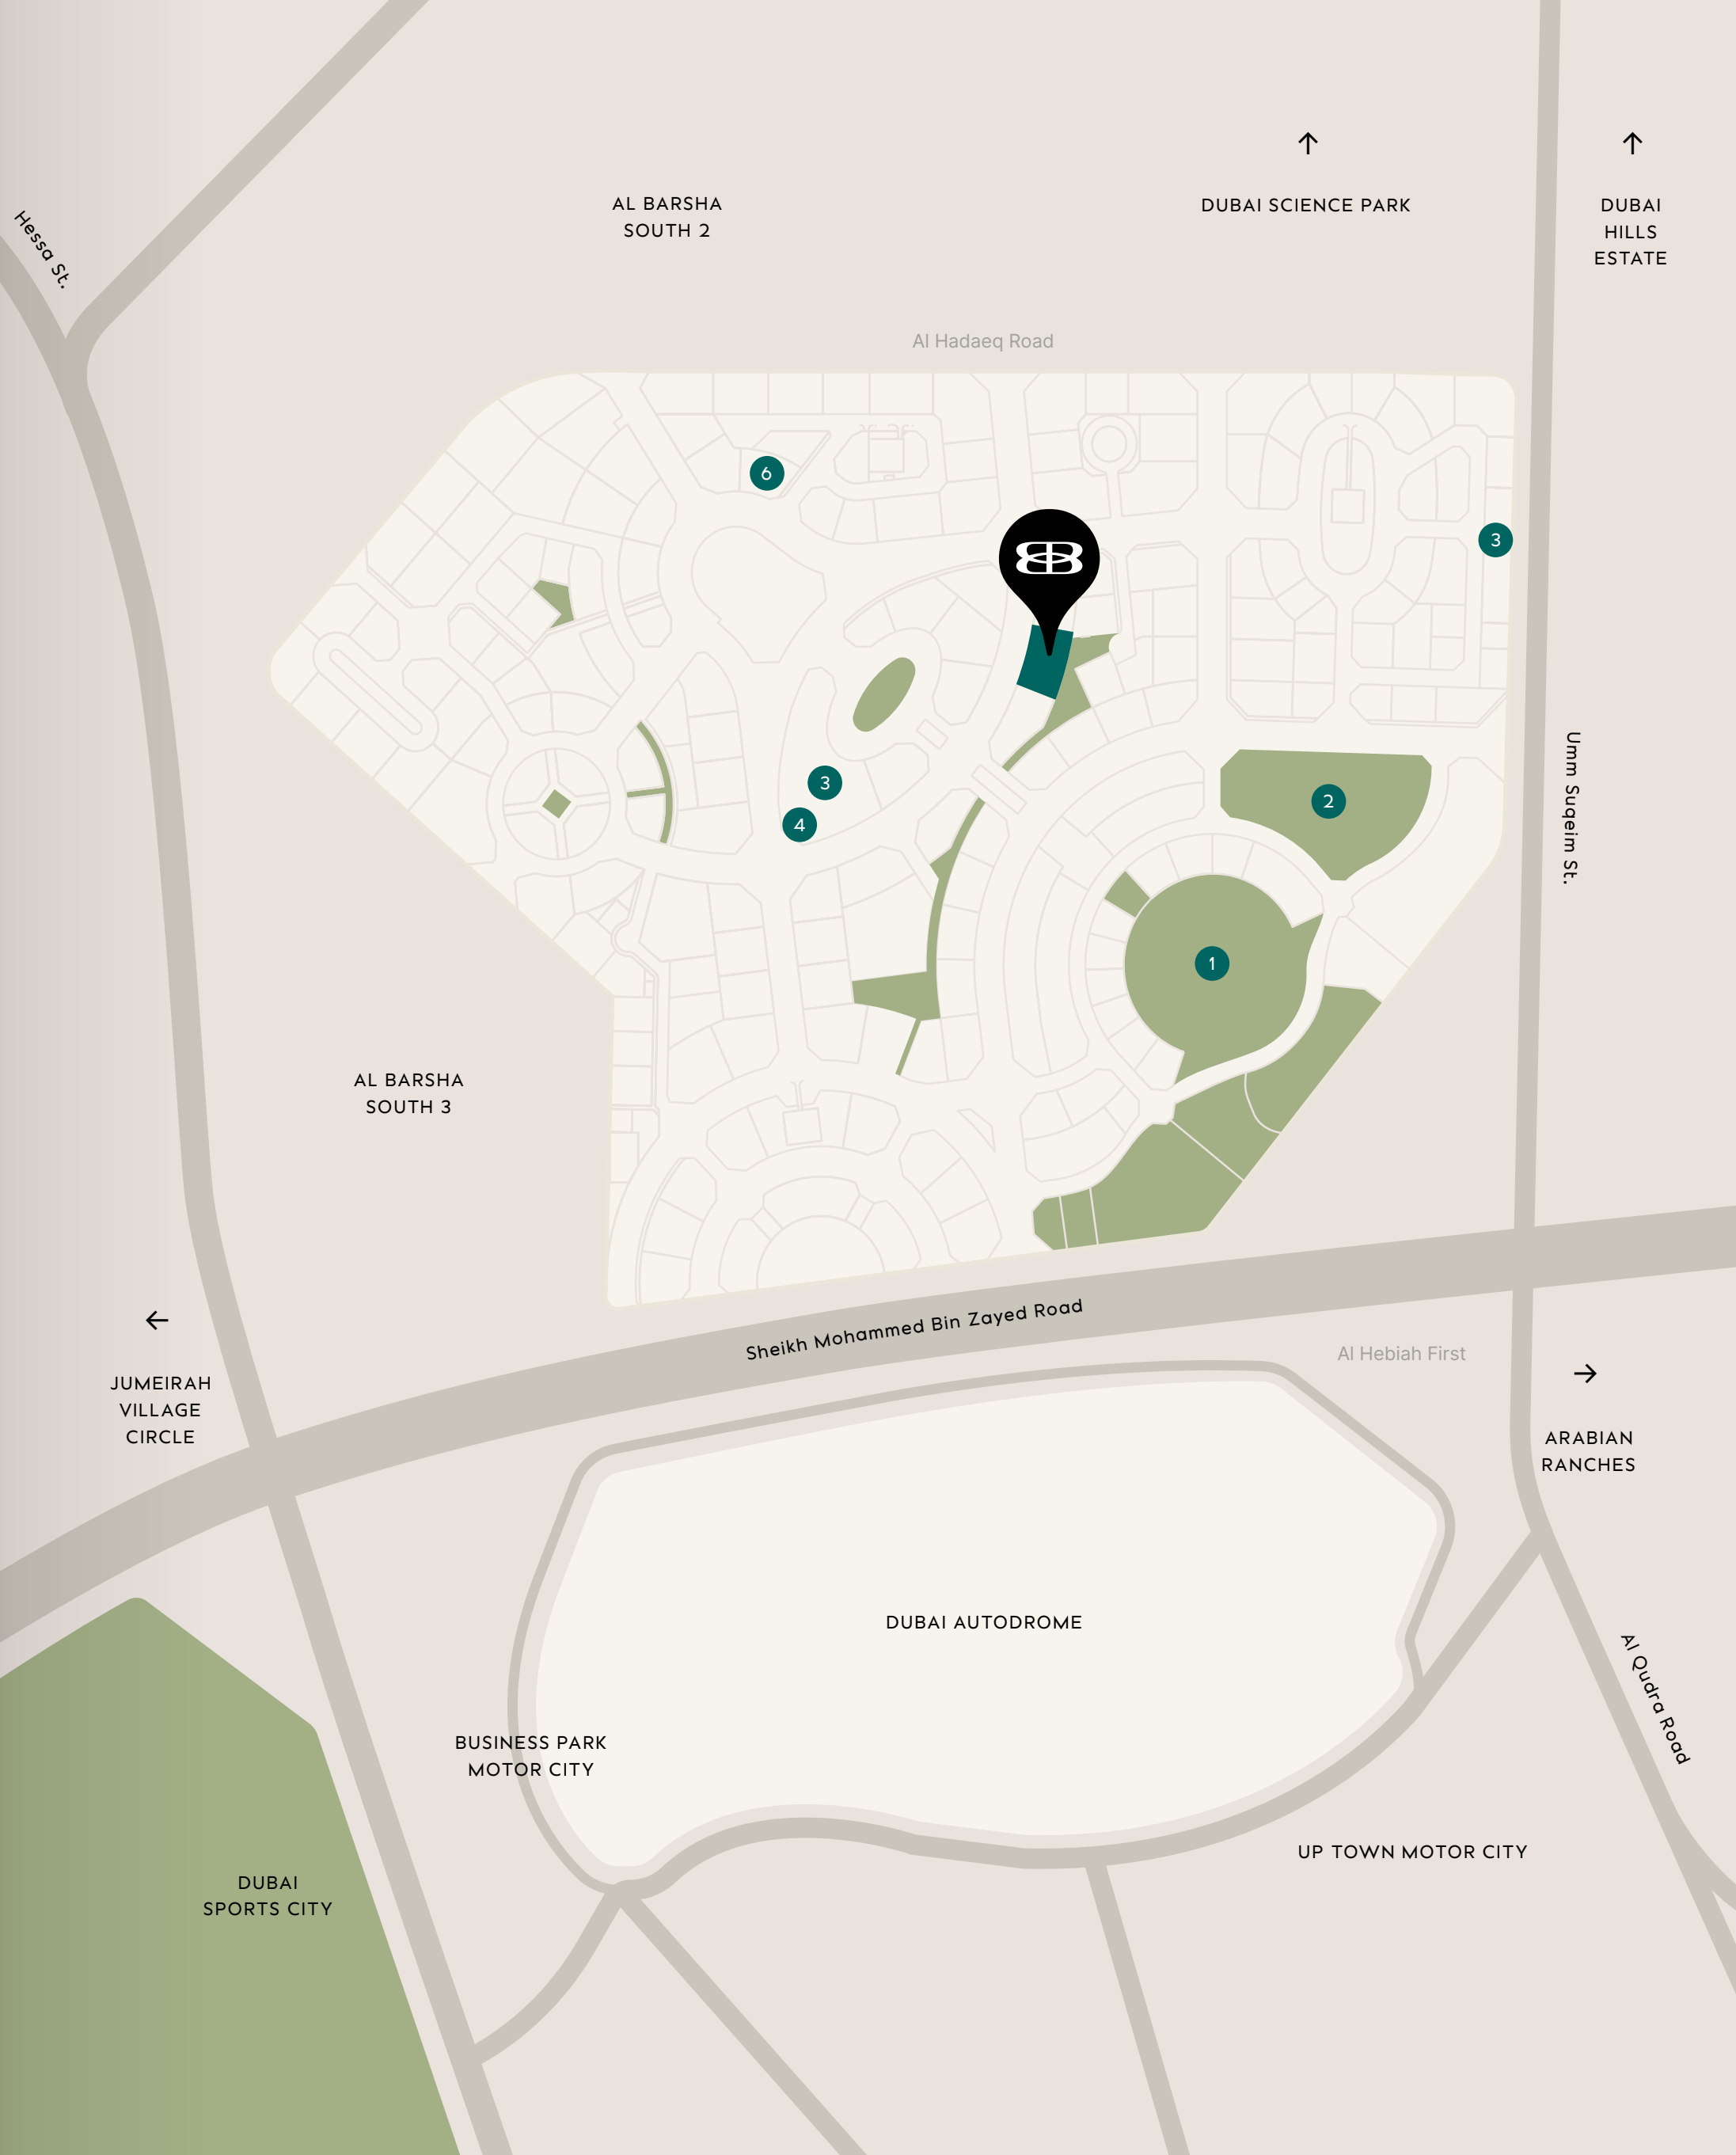 Hessa St.
AL BARSHA
SOUTH 2
DUBAI SCIENCE PARK
DUBAI
HILLS
ESTATE
Al Hadaeq Road
6
3
3
4
2
1
Umm Suqeim St.
AL BARSHA
SOUTH 3
Sheikh Mohammed Bin Zayed Road
Al Hebiah First
JUMEIRAH
VILLAGE
CIRCLE
ARABIAN
RANCHES
DUBAI AUTODROME
Al Qudra Road
BUSINESS PARK
MOTOR CITY
UP TOWN MOTOR CITY
DUBAI
SPORTS CITY